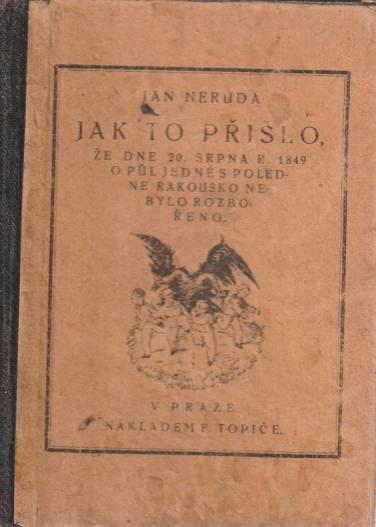 JAN NERUDA
JAK TO PŘIŠLO,
ŽE DNE 20. SRPNA R. 1849
O PŮL JEDNÉ S POLED-
NE RAKOUSKO NE-
BYLO ROZBO-
ŘENO.
V PRAZE.
NÁKLADEM F. TOPIČE.